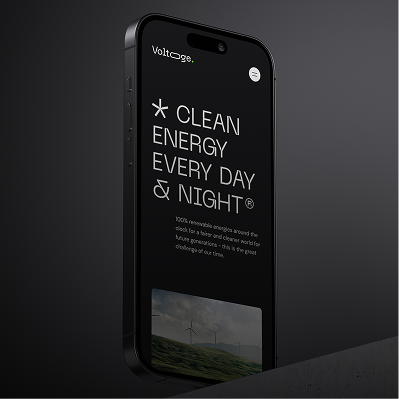 Voltage.
* CLEAN
ENERGY
EVERY DAY
& NIGHT®
100% renewable energies around the
clock for a fairer and cleaner world for
future generations – this is the great
challenge of our time.